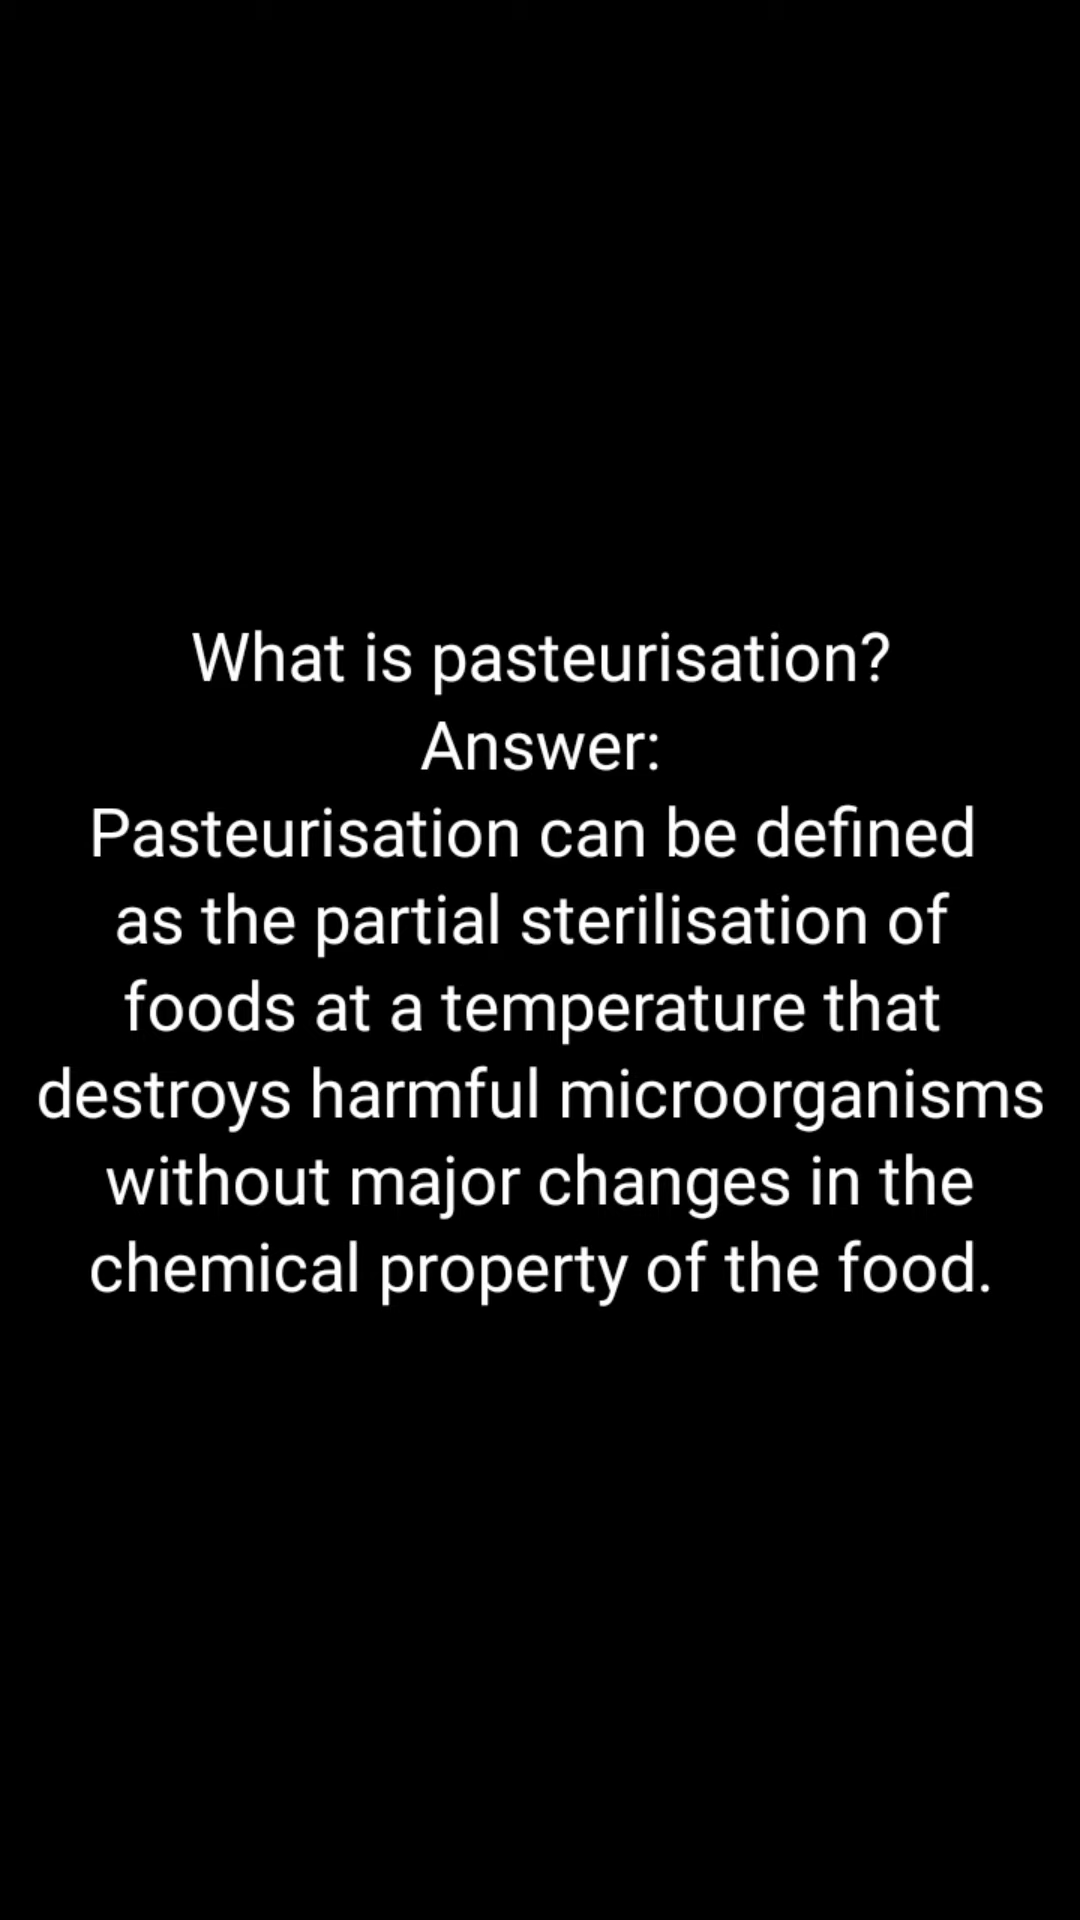 What is pasteurisation?
Answer:
Pasteurisation can be defined
as the partial sterilisation of
foods at a temperature that
destroys harmful microorganisms
without major changes in the
chemical property of the food.